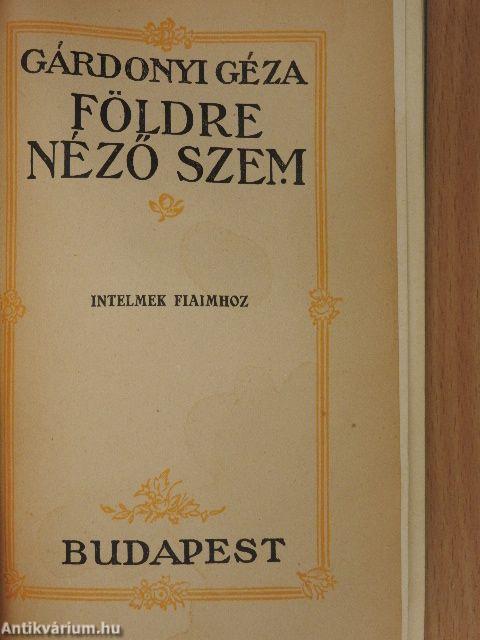 GÁRDONYI GÉZA
FÖLDRE
NÉZŐ SZEM
INTELMEK FIAIMHOZ
BUDAPEST
Antikvárium.hu